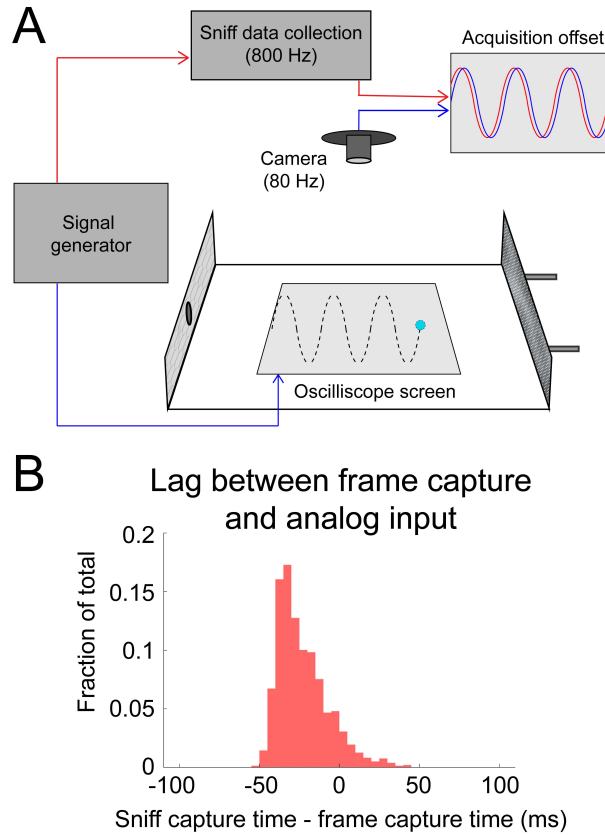 A
Sniff data collection
(800 Hz)
Acquisition offset
Camera
(80 Hz)
Signal
generator
Oscilliscope screen
B
Lag between frame capture
and analog input
Fraction of total
0.2
0.15
0.1
0.05
0
-100
-50
0
50
100
Sniff capture time - frame capture time (ms)